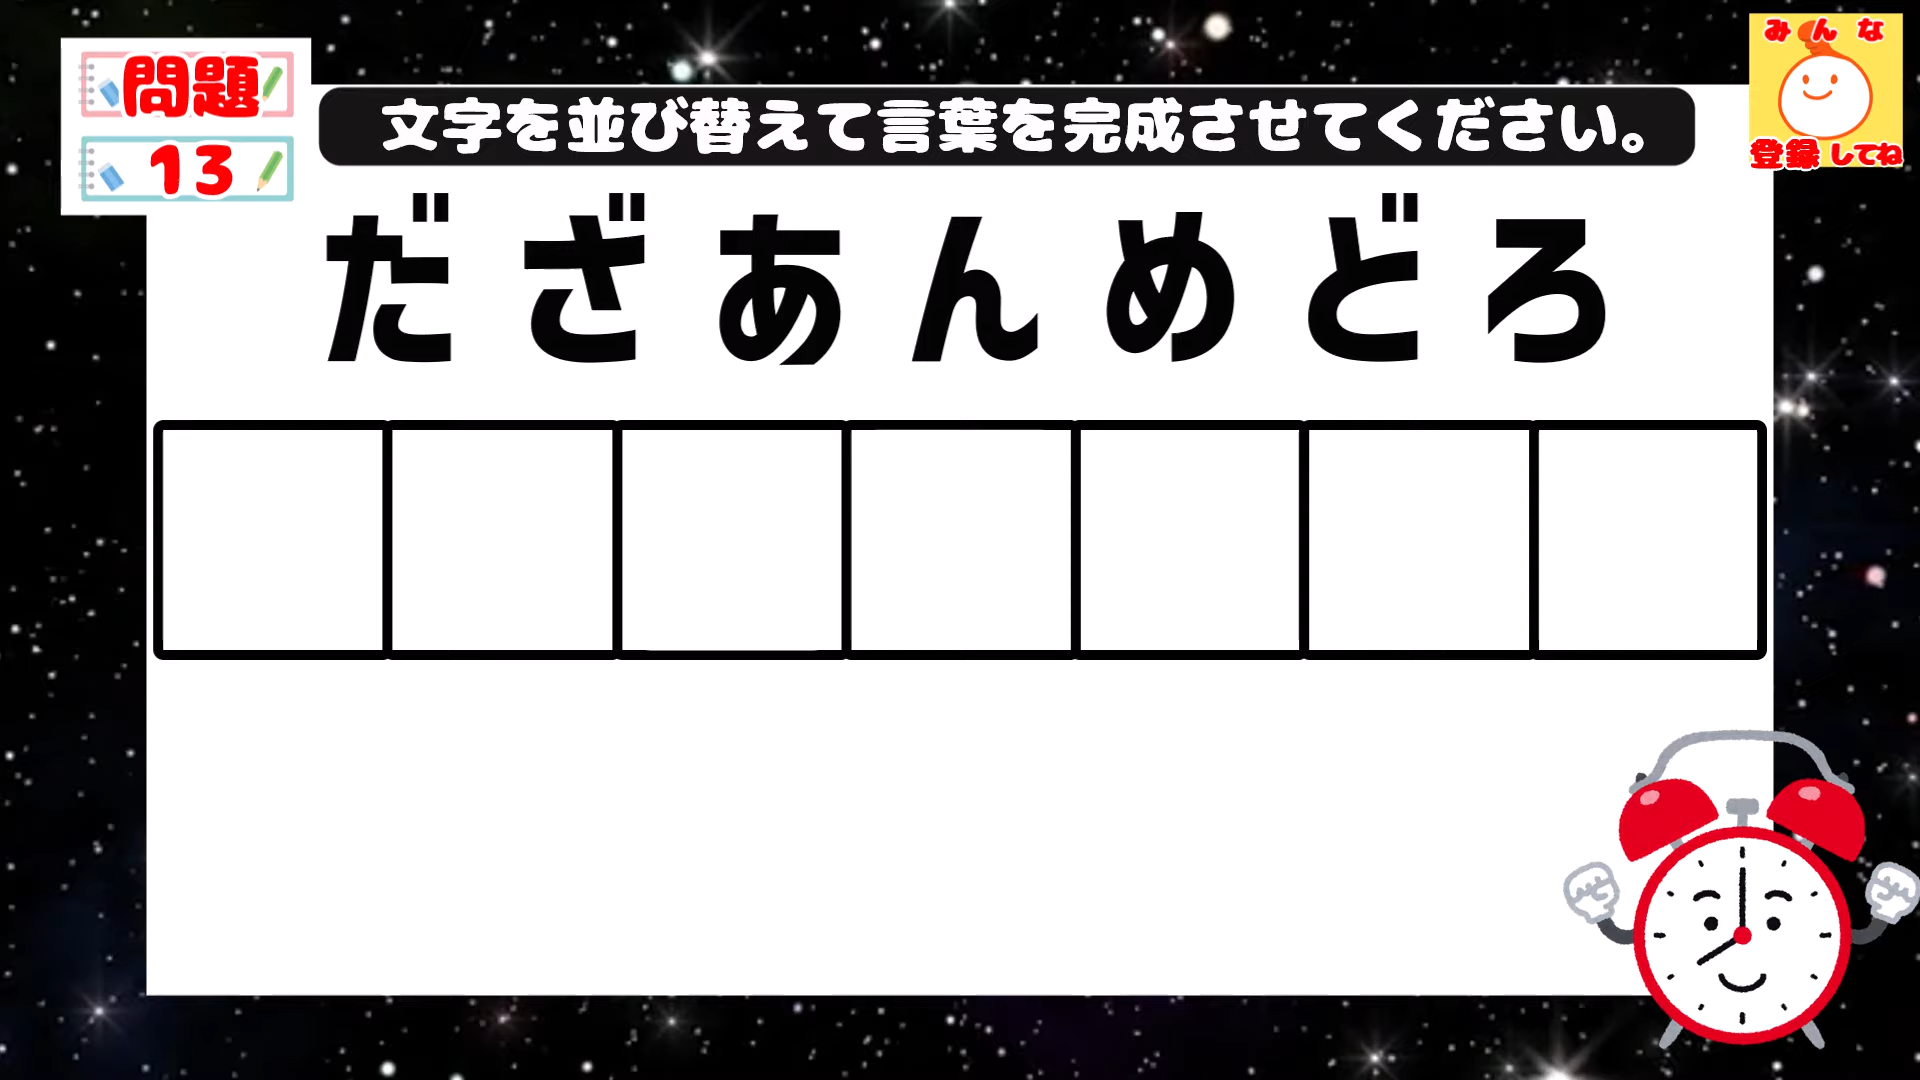 問題
13
文字を並び替えて言葉を完成させてください。
みんな
登録してね
だざあんめどろ